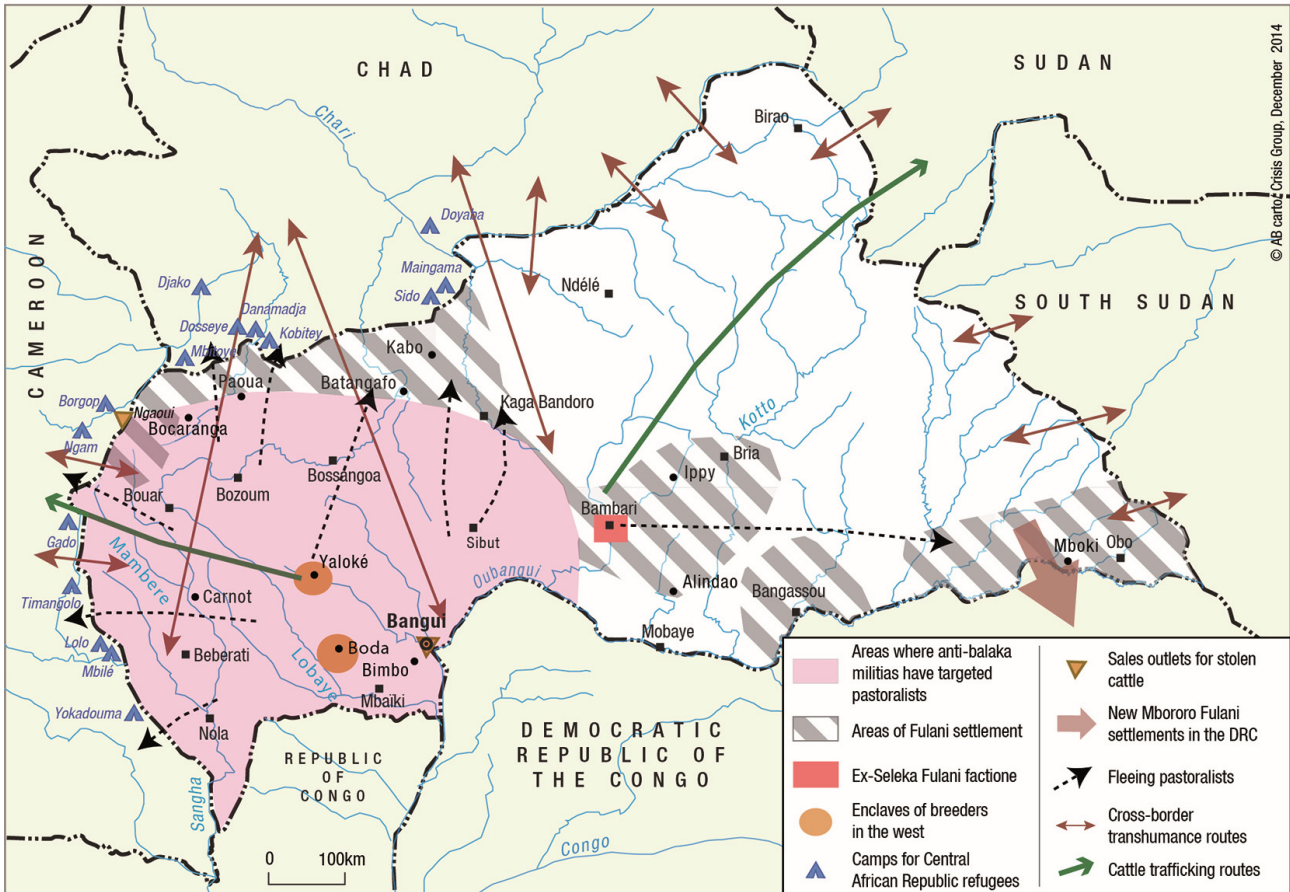 CHAD
SUDAN
© AB carto: Crisis Group, December 2014
Chari
Birao
CAMEROON
Doyaba
Maingama
Sido
Djako
Danamadja
Dosseye
Kobitey
Mbitoye
Ndélé
SOUTH SUDAN
Kabo
Paoua
Batangafo
Borgop
Ngaoui
Bocaranga
Kaga Bandoro
Kotto
Ngam
Bria
Ippy
Bossangoa
Bozoum
Bouar
Bambari
Sibut
Gado
Mboki
Obo
Mambere
Yaloké
Oubangui
Timangolo
Carnot
Alindao
Bangassou
Bangui
Lolo
Mbilé
Beberati
Lobaye
Boda
Bimbo
Mobaye
Mbaïki
Yokadouma
Nola
REPUBLIC
OF
CONGO
DEMOCRATIC
REPUBLIC OF
THE CONGO
Sangha
Congo
0 100km
Areas where anti-balaka
militias have targeted
pastoralists
Areas of Fulani settlement
Ex-Seleka Fulani factione
Enclaves of breeders
in the west
Camps for Central
African Republic refugees
Sales outlets for stolen
cattle
New Mbororo Fulani
settlements in the DRC
Fleeing pastoralists
Cross-border
transhumance routes
Cattle trafficking routes